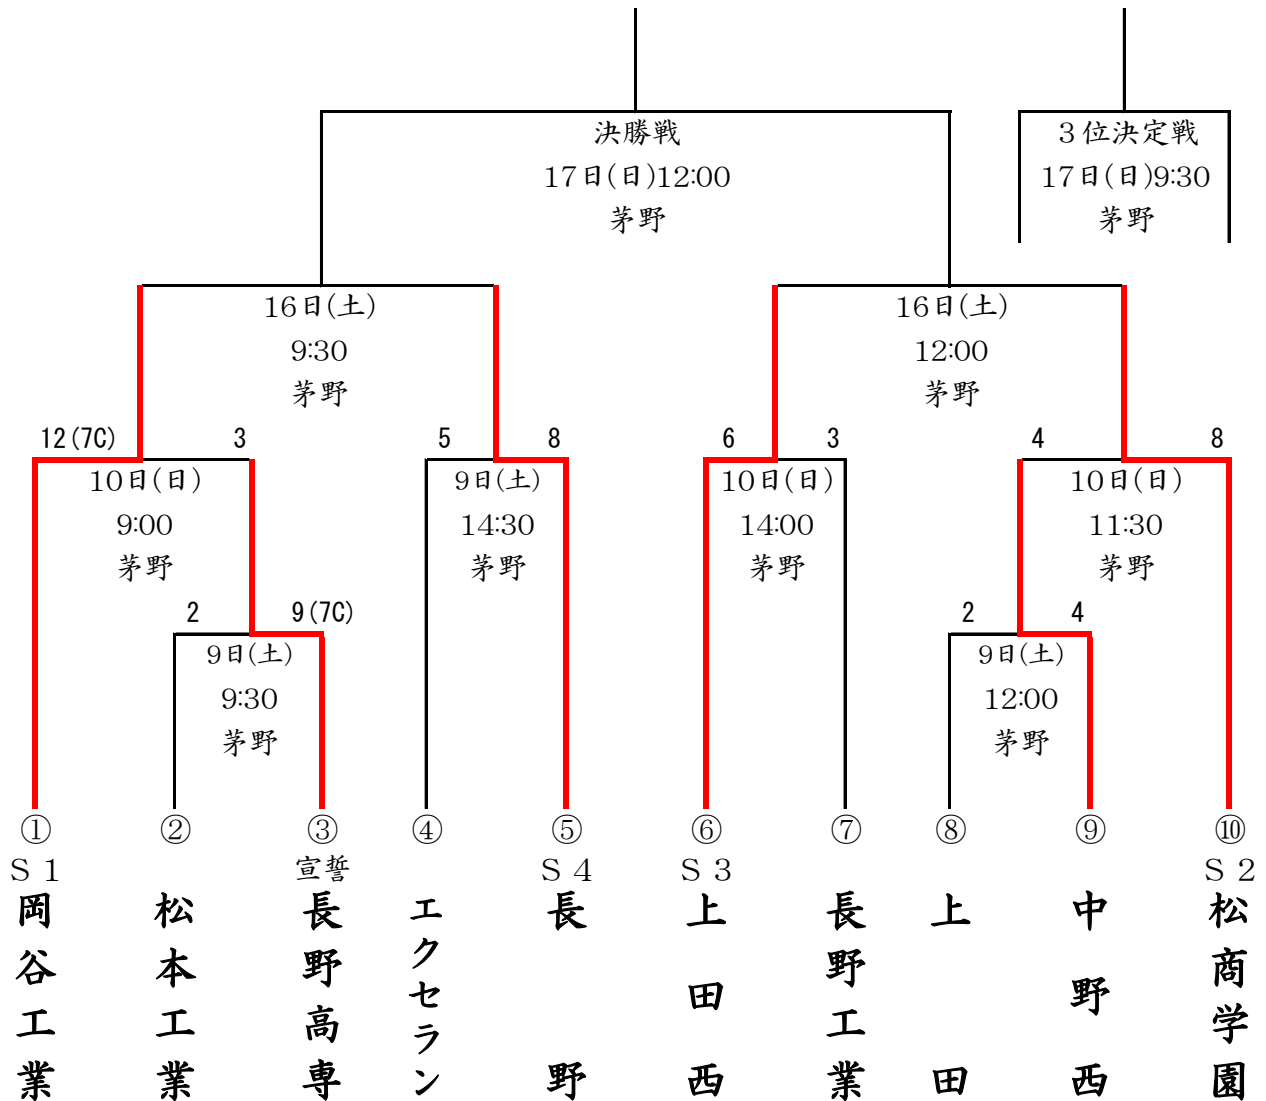 決勝戦
17日(日)12:00
茅野
３位決定戦
17日(日)9:30
茅野
16日(土)
9:30
茅野
16日(土)
12:00
茅野
12(7C)
3
10日(日)
9:00
茅野
5
8
9日(土)
14:30
茅野
6
3
10日(日)
14:00
茅野
4
8
10日(日)
11:30
茅野
2
9(7C)
9日(土)
9:30
茅野
2
4
9日(土)
12:00
茅野
①
Ｓ１
岡谷工業
②
松本工業
③
宣誓
長野高専
④
エクセラン
⑤
Ｓ４
長野
⑥
Ｓ３
上田西
⑦
長野工業
⑧
上田
⑨
中野西
⑩
Ｓ２
松商学園